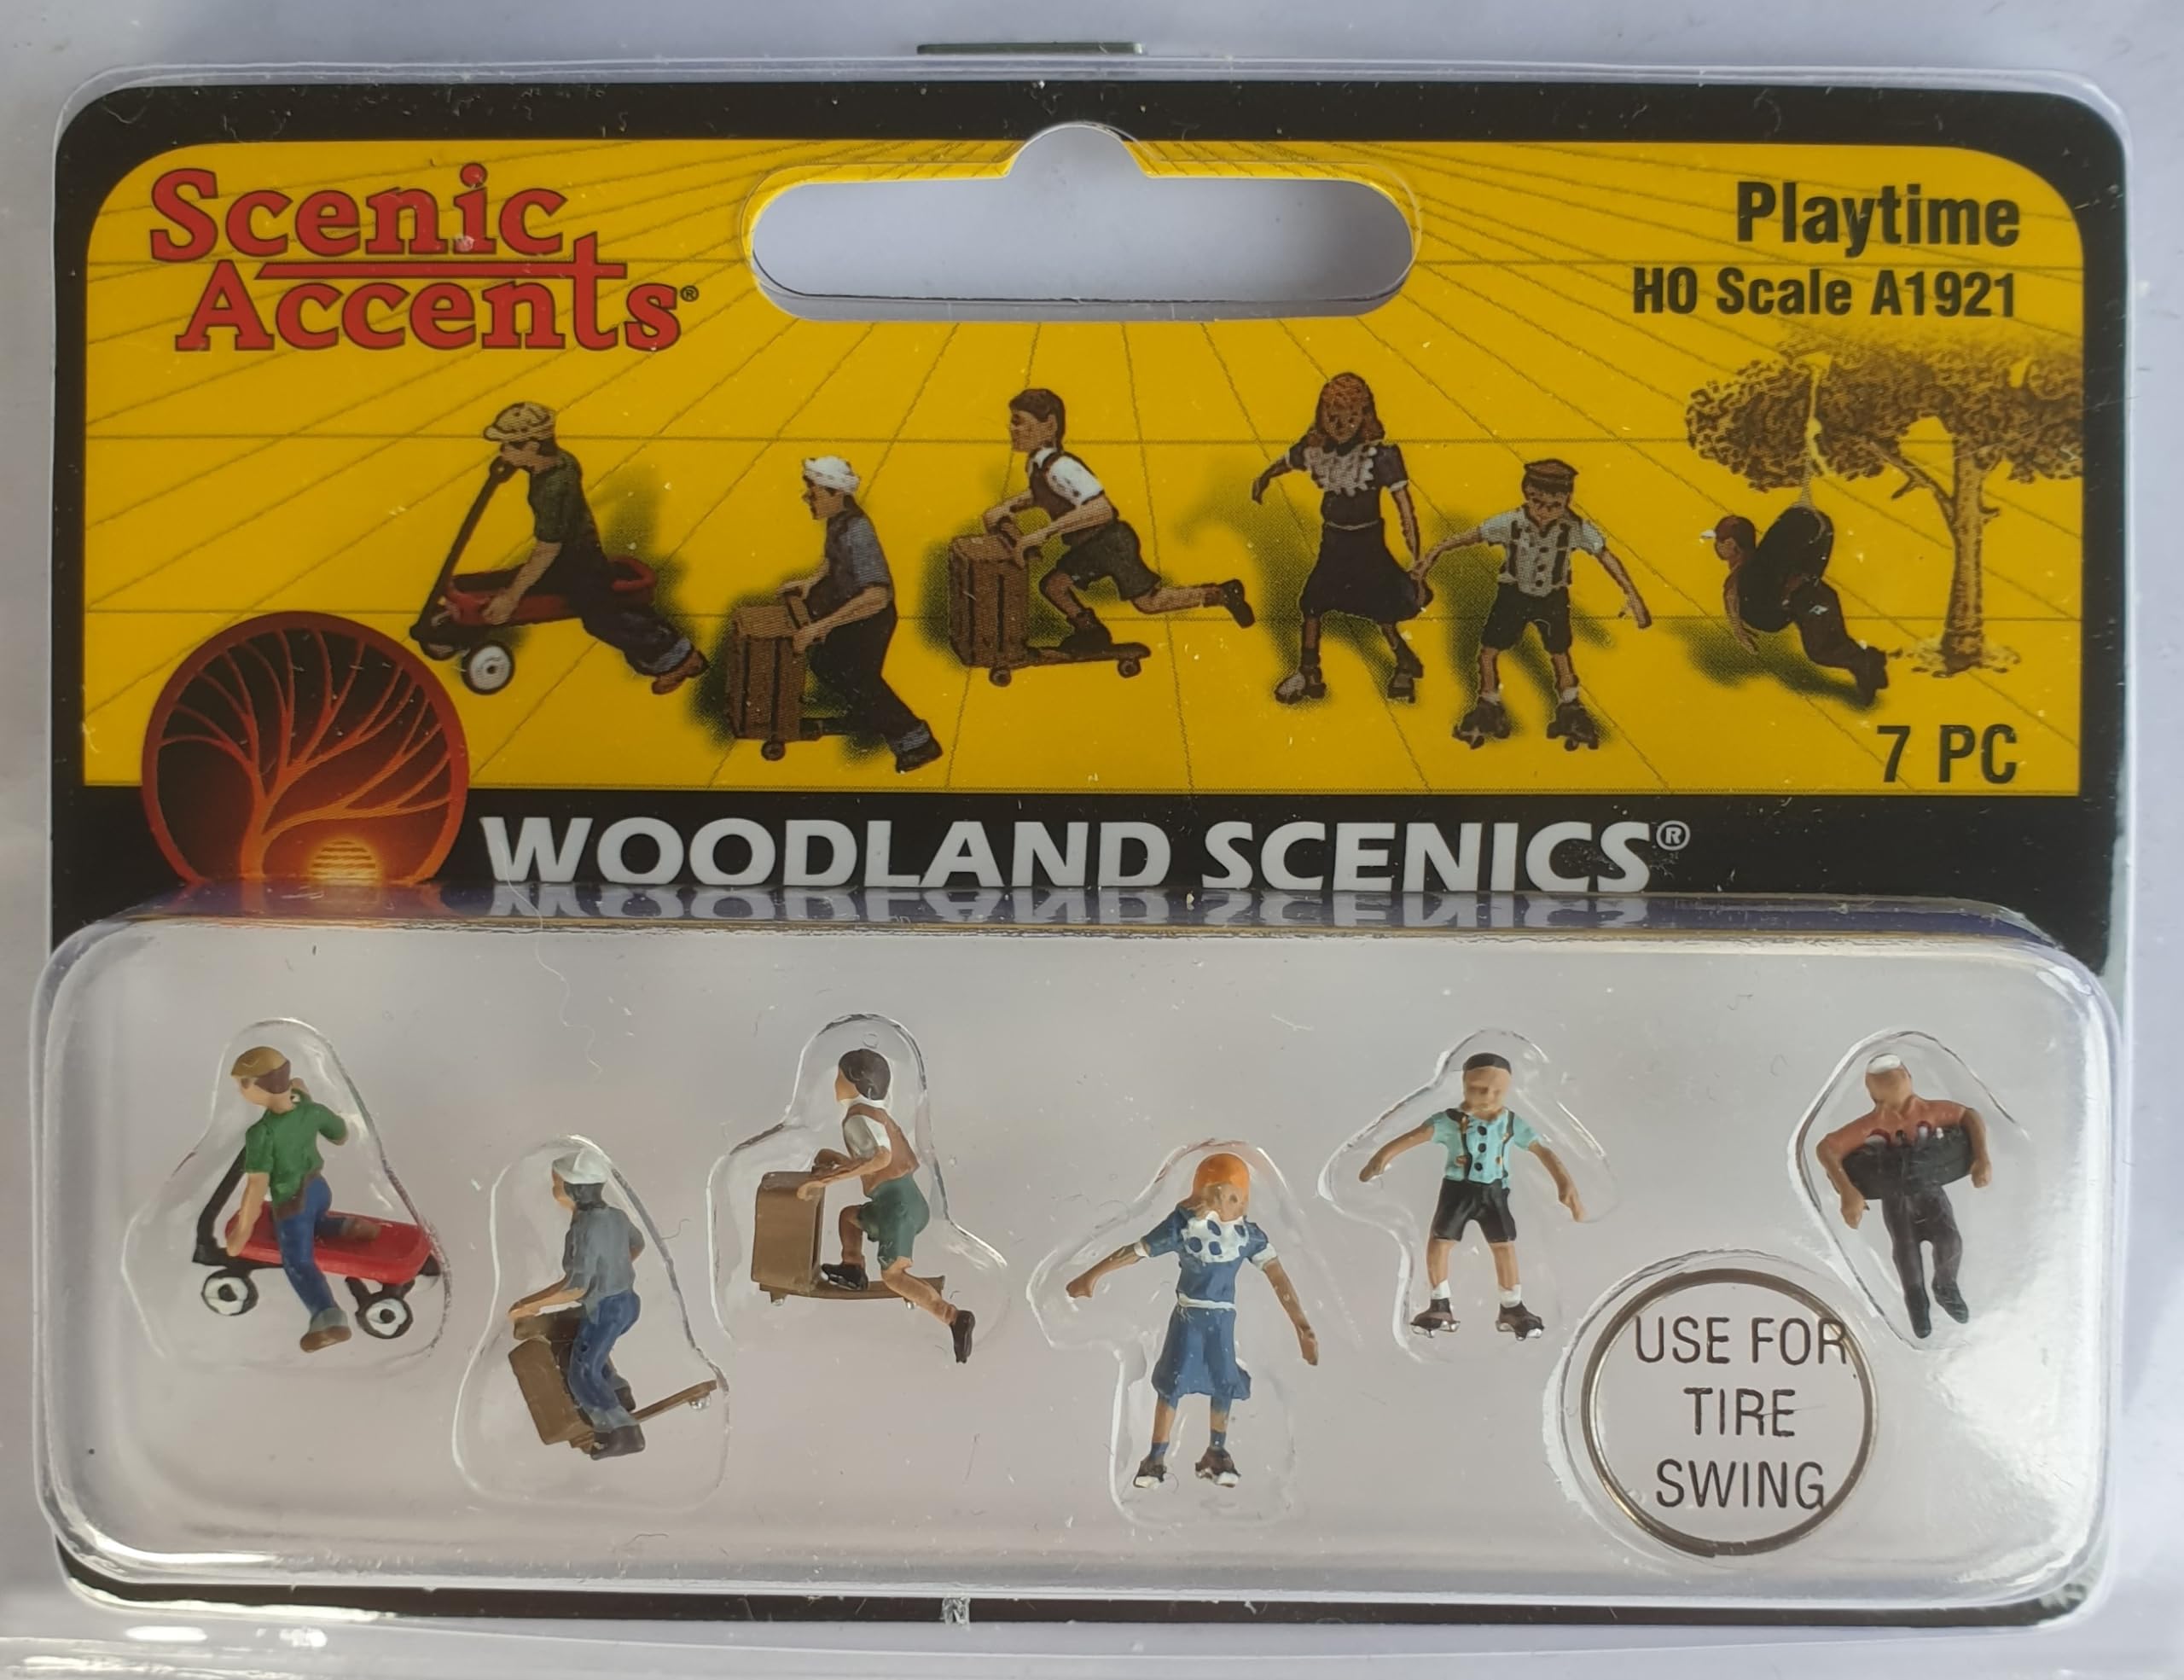 Scenic
Accents®
Playtime
HO Scale A1921
7 PC
WOODLAND SCENICS®
USE FOR
TIRE
SWING